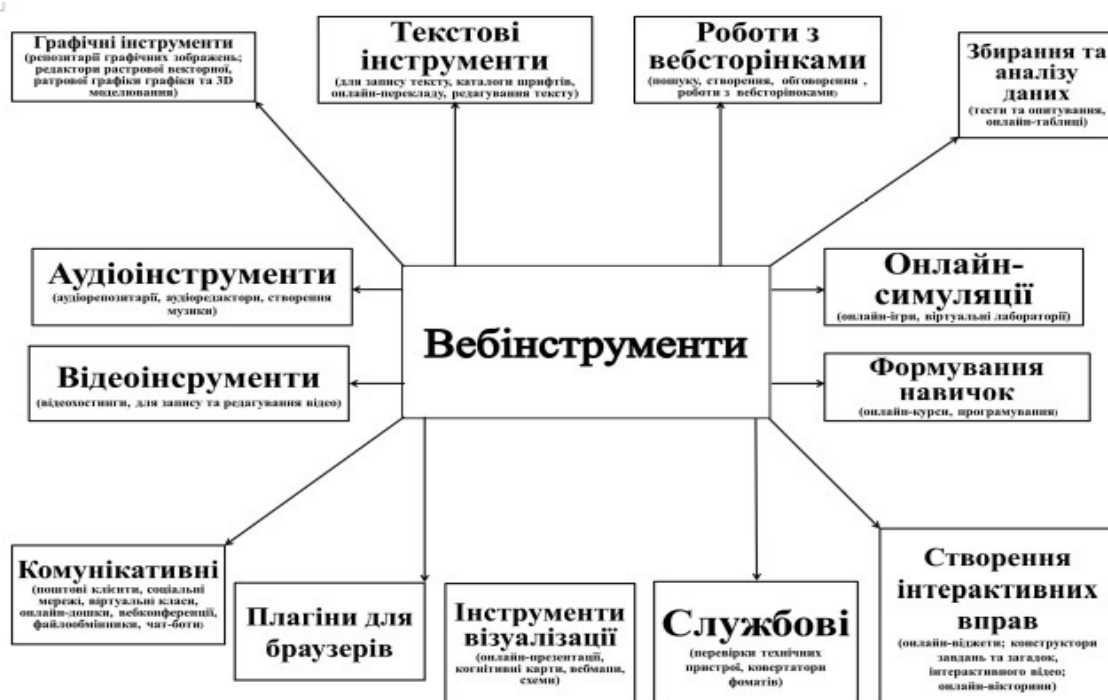 Графічні інструменти
(репозитарії графічних зображень;
редактори растрової векторної,
ратрової графіки графіки та 3D
моделювання)
Текстові
інструменти
(для запису тексту, каталоги шрифтів,
онлайн-перекладу, редагування тексту)
Роботи з
вебсторінками
(пошуку, створення, обговорення ,
роботи з вебсторіноками)
Збирання та
аналізу
даних
(тести та опитування,
онлайн-таблиці)
Аудіоінструменти
(аудіорепозитарії, аудіоредактори, створення
музики)
Вебінструменти
Онлайн-
симуляції
(онлайн-ігри, віртуальні лабораторії)
Відеоінсрументи
(відеохостинги, для запису та редагування відео)
Формування
навичок
(онлайн-курси, програмування)
Комунікативні
(поштові клієнти, соціальні
мережі, віртуальні класи,
онлайн-дошки, вебконференції,
файлообмінники, чат-боти)
Плагіни для
браузерів
Інструменти
візуалізації
(онлайн-презентації,
когнітивні карти, вебмапи,
схеми)
Службові
(перевірки технічних
пристрої, ковертатори
фоматів)
Створення
інтерактивних
вправ
(онлайн-віджети; конструктори
завдань та загадок,
інтерактивного відео;
онлайн-вікторини)